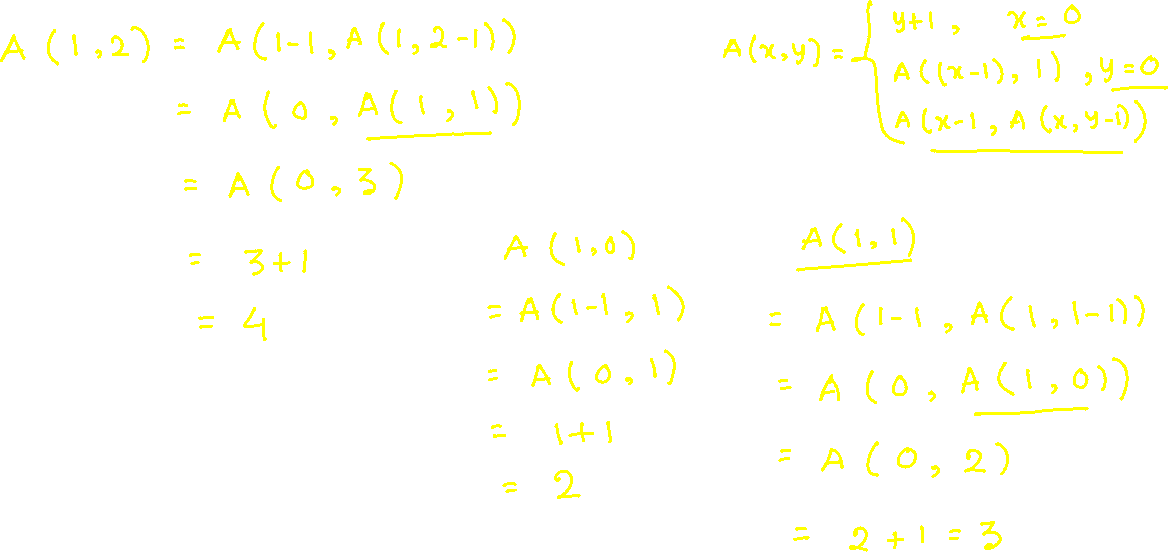 A(1,2) = A(1-1, A(1,2-1))
= A(0, A(1,1))
= A(0,3)
= 3+1
= 4
A(x,y) = { y+1, x=0
A((x-1), 1), y=0
A(x-1, A(x,y-1))
A(1,0)
= A(1-1, 1)
= A(0,1)
= 1+1
= 2
A(1,1)
= A(1-1, A(1,1-1))
= A(0, A(1,0))
= A(0,2)
= 2+1=3